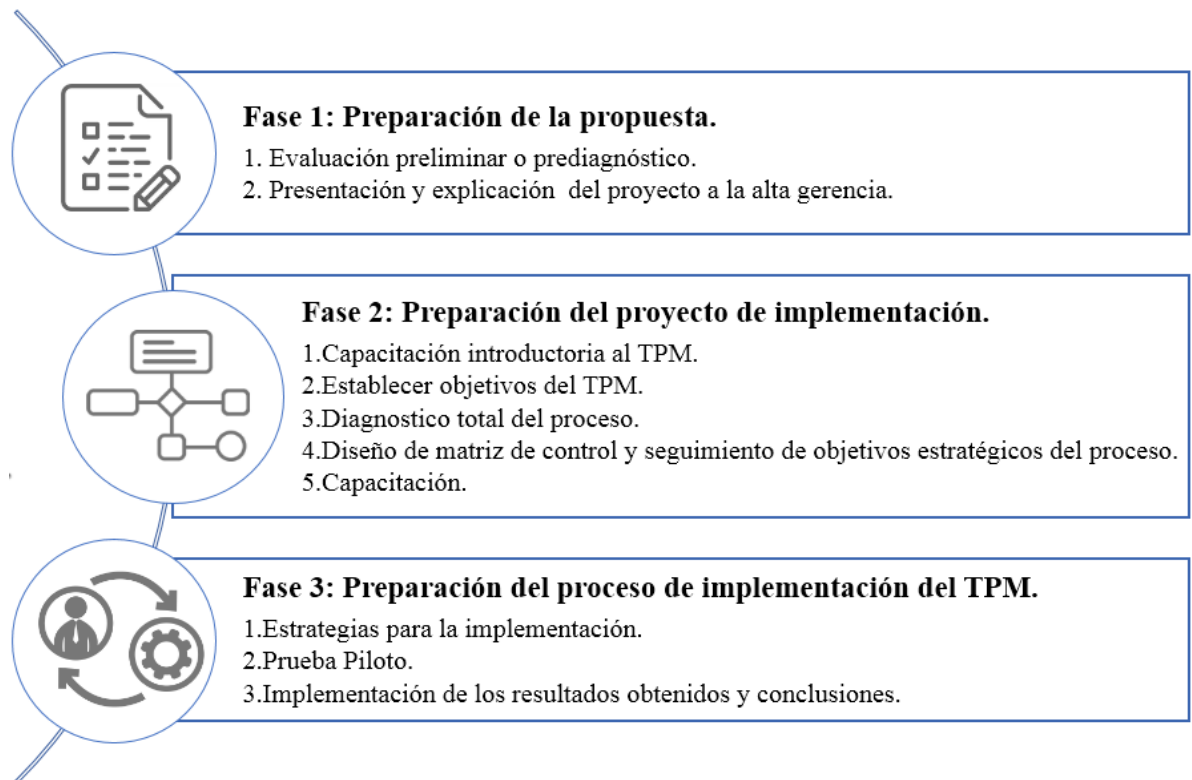 Fase 1: Preparación de la propuesta.
1. Evaluación preliminar o prediagnóstico.
2. Presentación y explicación  del proyecto a la alta gerencia.
Fase 2: Preparación del proyecto de implementación.
1.Capacitación introductoria al TPM.
2.Establecer objetivos del TPM.
3.Diagnostico total del proceso.
4.Diseño de matriz de control y seguimiento de objetivos estratégicos del proceso.
5.Capacitación.
Fase 3: Preparación del proceso de implementación del TPM.
1.Estrategias para la implementación.
2.Prueba Piloto.
3.Implementación de los resultados obtenidos y conclusiones.